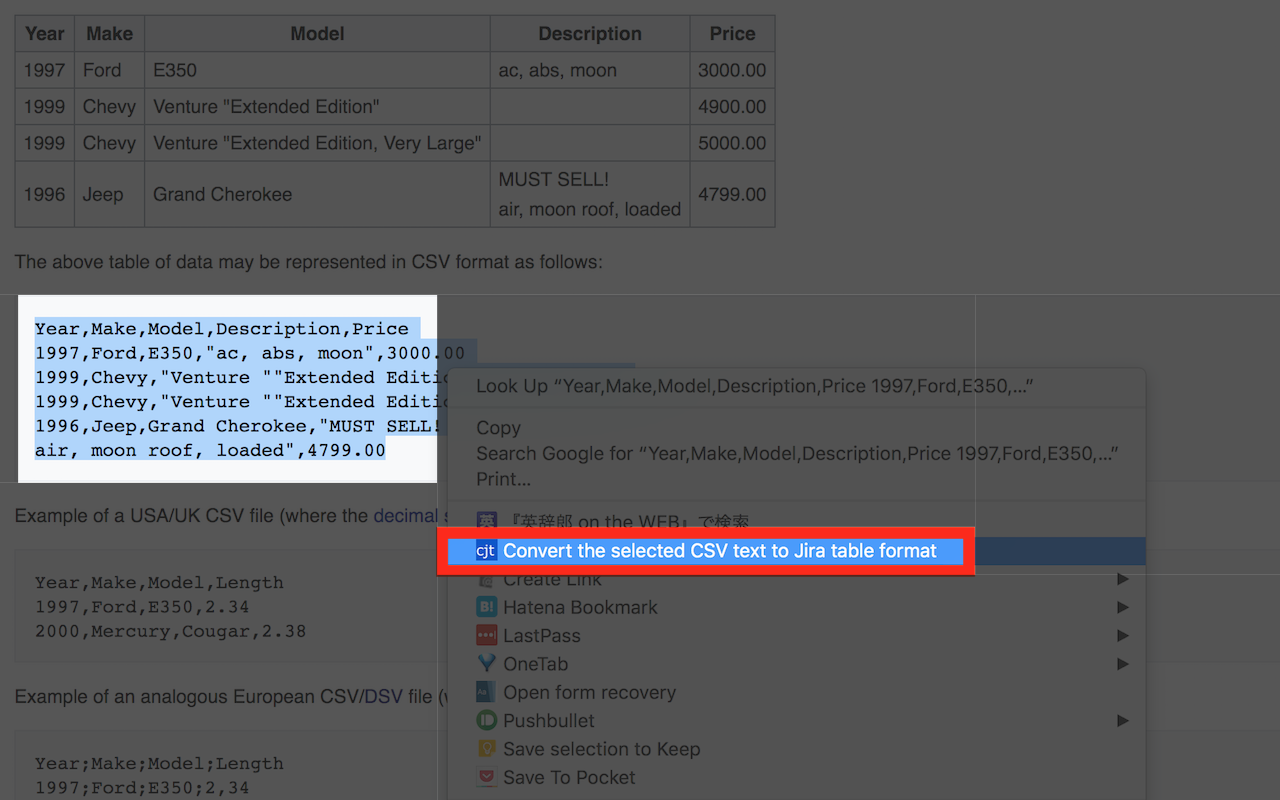 Year Make Model Description Price
1997 Ford E350 ac, abs, moon 3000.00
1999 Chevy Venture "Extended Edition" 4900.00
1999 Chevy Venture "Extended Edition, Very Large" 5000.00
1996 Jeep Grand Cherokee MUST SELL! 4799.00
air, moon roof, loaded
The above table of data may be represented in CSV format as follows:
Year,Make,Model,Description,Price
1997,Ford,E350,"ac, abs, moon",3000.00
1999,Chevy,"Venture ""Extended Editio
1999,Chevy,"Venture ""Extended Editio
1996,Jeep,Grand Cherokee,"MUST SELL!
air, moon roof, loaded",4799.00
Look Up “Year,Make,Model,Description,Price 1997,Ford,E350,...”
Copy
Search Google for “Year,Make,Model,Description,Price 1997,Ford,E350,...”
Print...
『英辞郎 on the WEB』で検索
cjt Convert the selected CSV text to Jira table format
Create Link
B! Hatena Bookmark
LastPass
OneTab
Open form recovery
Pushbullet
Save selection to Keep
Save To Pocket
Example of a USA/UK CSV file (where the decimal
Year,Make,Model,Length
1997,Ford,E350,2.34
2000,Mercury,Cougar,2.38
Example of an analogous European CSV/DSV file
Year;Make;Model;Length
1997;Ford;E350;2,34